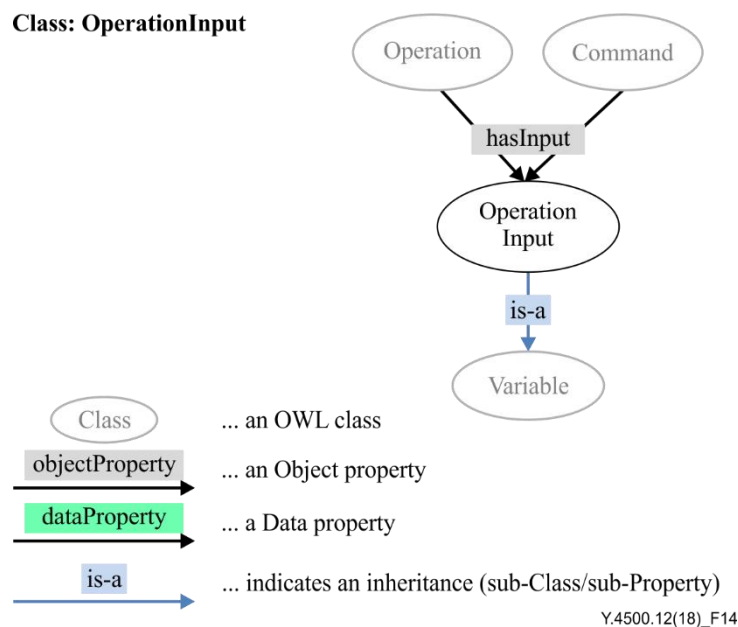 Class: OperationInput
Operation
Command
hasInput
Operation
Input
is-a
Variable
Class
... an OWL class
objectProperty
... an Object property
dataProperty
... a Data property
is-a
... indicates an inheritance (sub-Class/sub-Property)
Y.4500.12(18)_F14